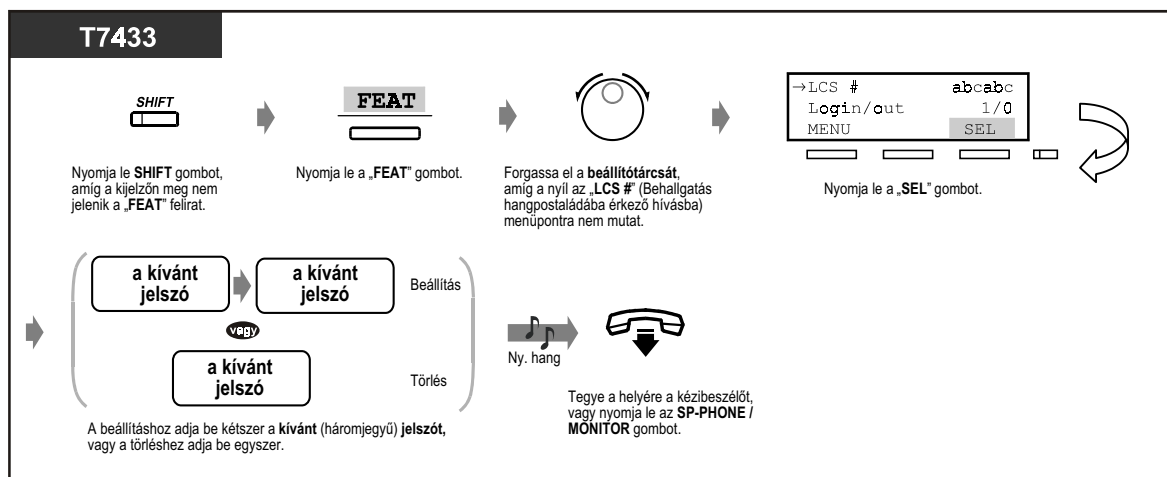 T7433
SHIFT
FEAT
→LCS # abcabc
Login/out 1/0
MENU SEL
Nyomja le SHIFT gombot,
amíg a kijelzőn meg nem
jelenik a „FEAT” felirat.
Nyomja le a „FEAT” gombot.
Forgassa el a beállítótárcsát,
amíg a nyíl az „LCS #” (Behallgatás
hangpostaládába érkező hívásba)
menüpontra nem mutat.
Nyomja le a „SEL” gombot.
a kívánt
jelszó
a kívánt
jelszó
Beállítás
vagy
a kívánt
jelszó
Törlés
Ny. hang
A beállításhoz adja be kétszer a kívánt (háromjegyű) jelszót,
vagy a törléshez adja be egyszer.
Tegye a helyére a kézibeszélőt,
vagy nyomja le az SP-PHONE /
MONITOR gombot.